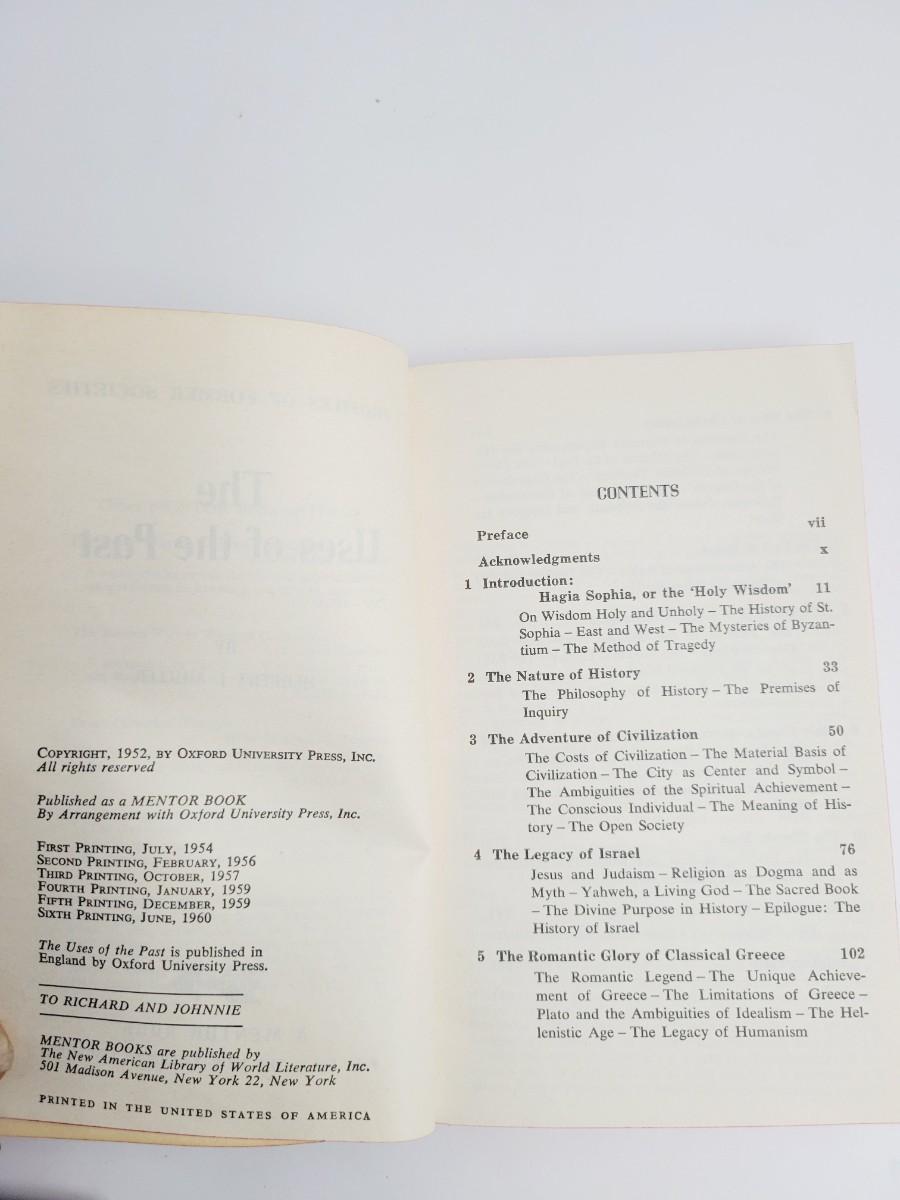 COPYRIGHT, 1952, BY OXFORD UNIVERSITY PRESS, INC.
All rights reserved
Published as a MENTOR BOOK
By Arrangement with Oxford University Press, Inc.
FIRST PRINTING, JULY, 1954
SECOND PRINTING, FEBRUARY, 1956
THIRD PRINTING, OCTOBER, 1957
FOURTH PRINTING, JANUARY, 1959
FIFTH PRINTING, DECEMBER, 1959
SIXTH PRINTING, JUNE, 1960
The Uses of the Past is published in
England by Oxford University Press.
TO RICHARD AND JOHNNIE
MENTOR BOOKS are published by
The New American Library of World Literature, Inc.
501 Madison Avenue, New York 22, New York
PRINTED IN THE UNITED STATES OF AMERICA
CONTENTS
Preface vii
Acknowledgments x
1 Introduction:
Hagia Sophia, or the 'Holy Wisdom' 11
On Wisdom Holy and Unholy – The History of St.
Sophia – East and West – The Mysteries of Byzan-
tium – The Method of Tragedy
2 The Nature of History 33
The Philosophy of History – The Premises of
Inquiry
3 The Adventure of Civilization 50
The Costs of Civilization – The Material Basis of
Civilization – The City as Center and Symbol –
The Ambiguities of the Spiritual Achievement –
The Conscious Individual – The Meaning of His-
tory – The Open Society
4 The Legacy of Israel 76
Jesus and Judaism – Religion as Dogma and as
Myth – Yahweh, a Living God – The Sacred Book
– The Divine Purpose in History – Epilogue: The
History of Israel
5 The Romantic Glory of Classical Greece 102
The Romantic Legend – The Unique Achieve-
ment of Greece – The Limitations of Greece –
Plato and the Ambiguities of Idealism – The Hel-
lenistic Age – The Legacy of Humanism